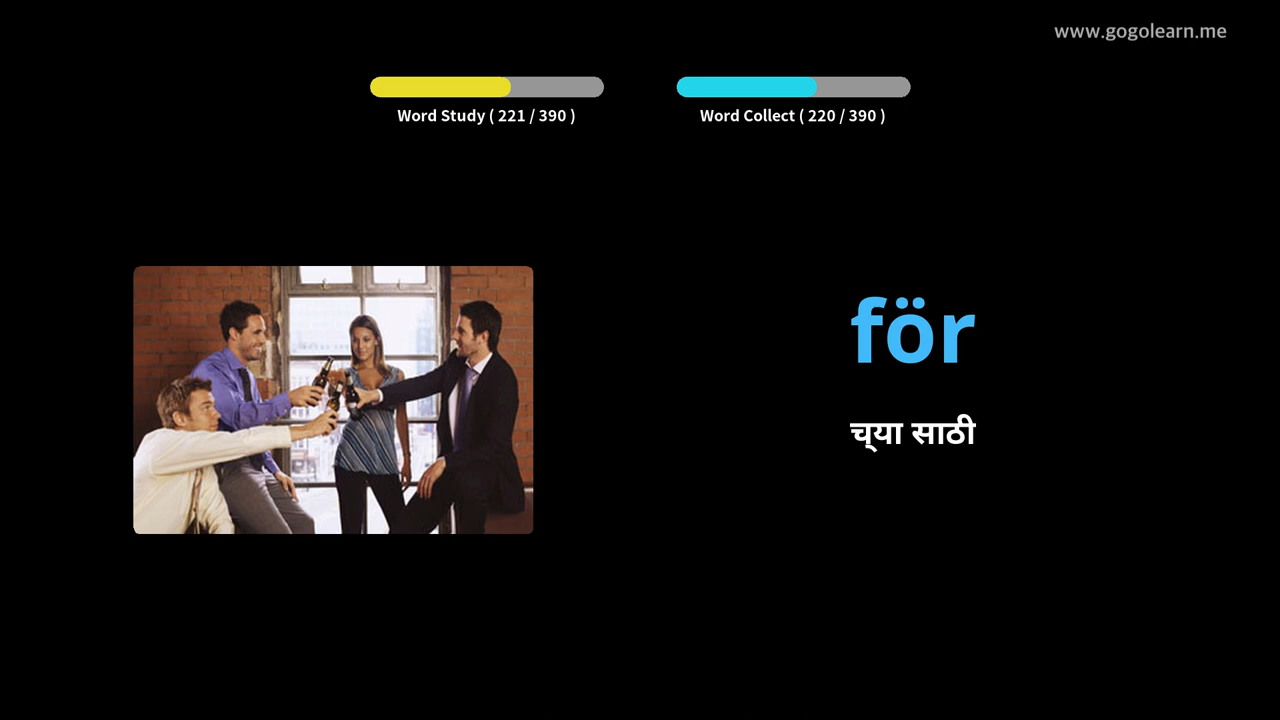 www.gogolearn.me
Word Study ( 221 / 390 )
Word Collect ( 220 / 390 )
för
च्‍या साठी